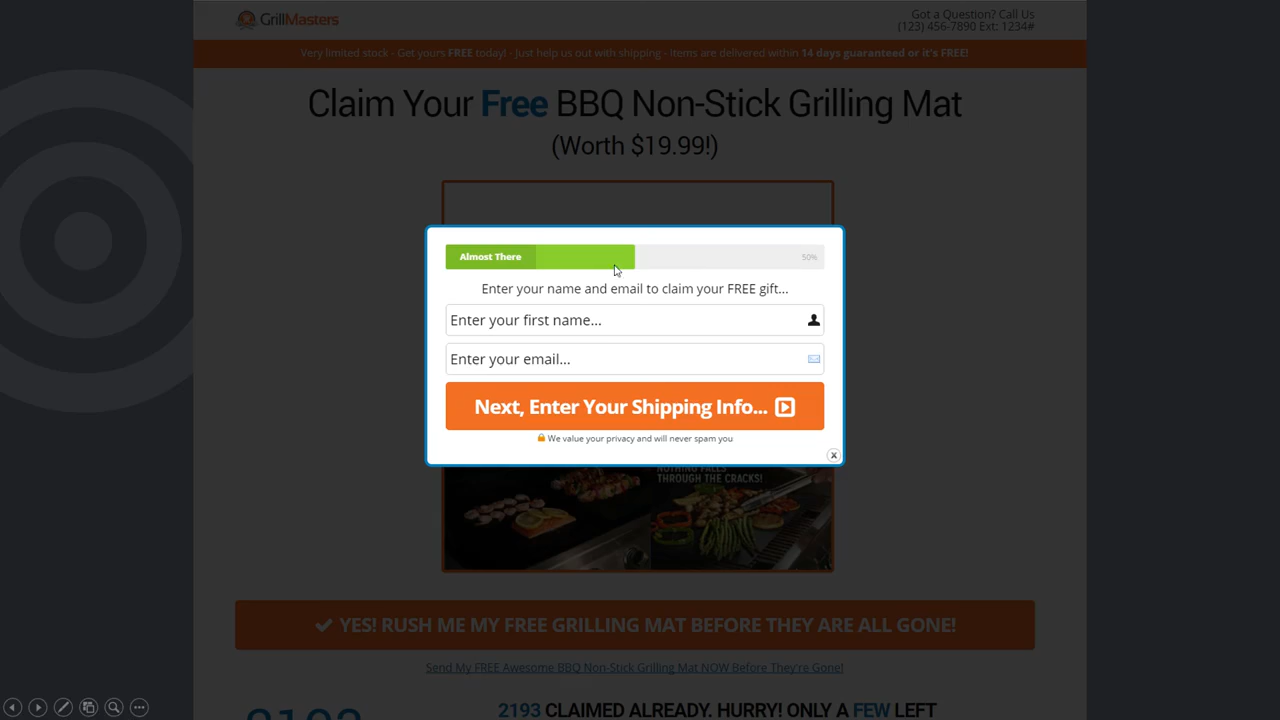 GrillMasters
Got a Question? Call Us
(123) 456-7890 Ext: 1234#
Very limited stock - Get yours FREE today! - Just help us out with shipping - Items are delivered within 14 days guaranteed or it's FREE!
Claim Your Free BBQ Non-Stick Grilling Mat
(Worth $19.99!)
Almost There
50%
Enter your name and email to claim your FREE gift...
Enter your first name...
Enter your email...
Next, Enter Your Shipping Info...
We value your privacy and will never spam you
x
NOTHING FALLS
THROUGH THE CRACKS!
YES! RUSH ME MY FREE GRILLING MAT BEFORE THEY ARE ALL GONE!
Send My FREE Awesome BBQ Non-Stick Grilling Mat NOW Before They're Gone!
2193
2193 CLAIMED ALREADY. HURRY! ONLY A FEW LEFT